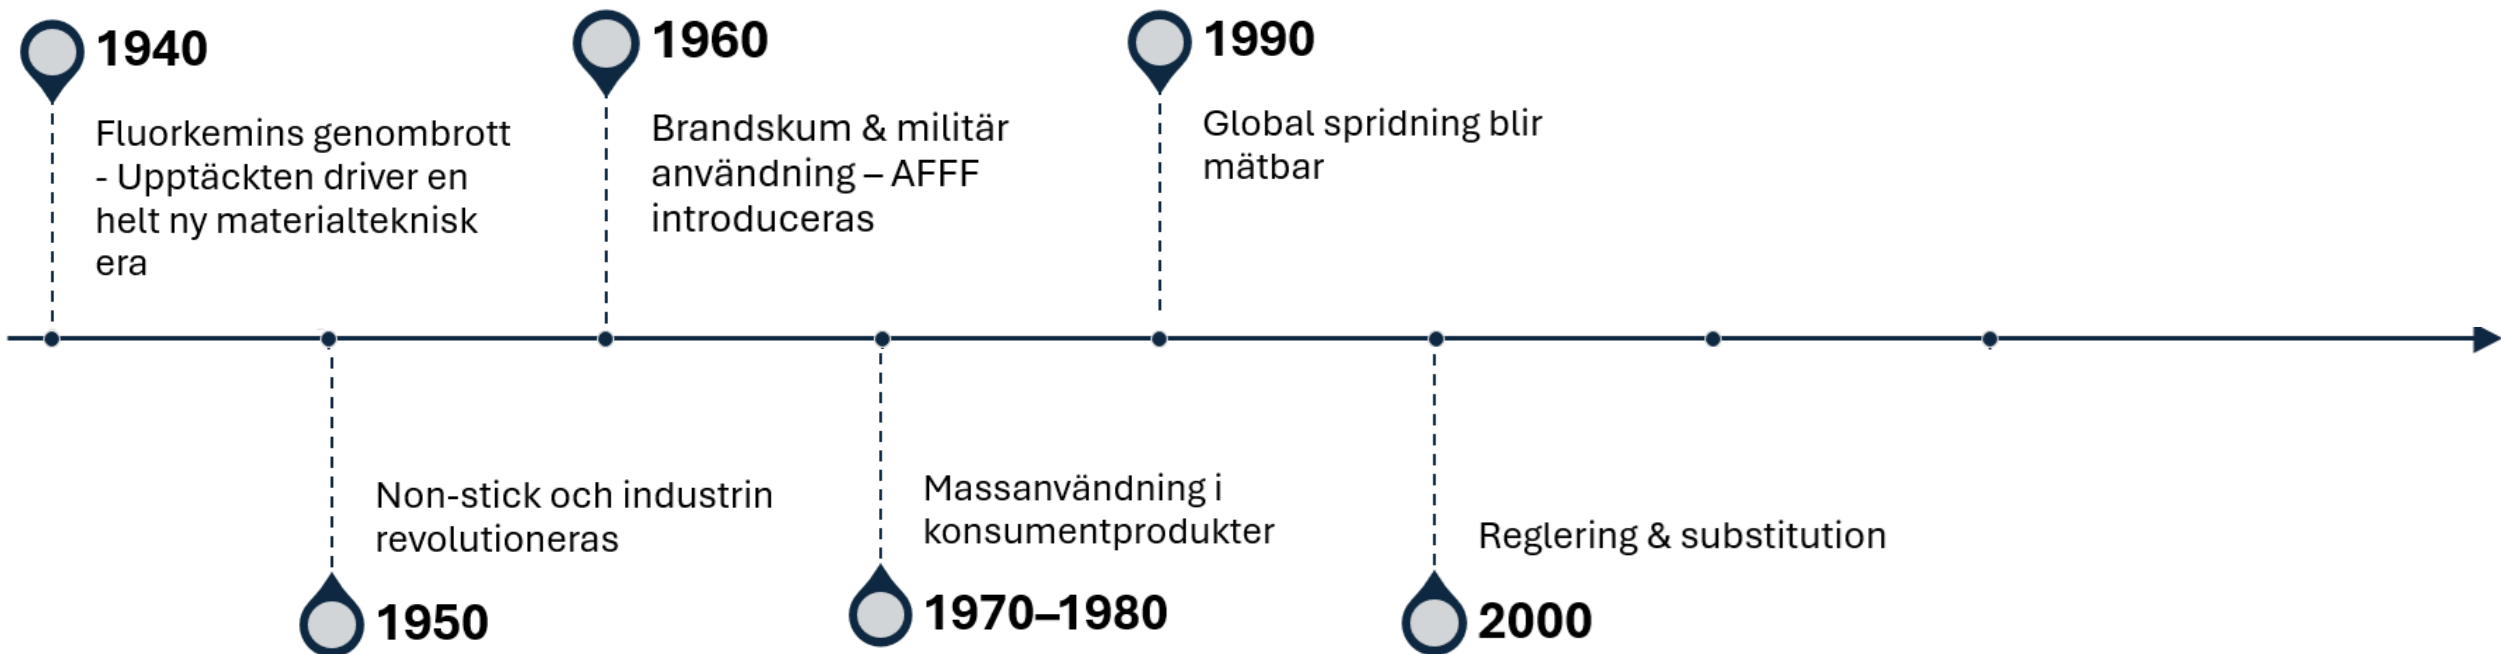 1940
Fluorkemins genombrott
- Upptäckten driver en
helt ny materialteknisk
era
1960
Brandskum & militär
användning – AFFF
introduceras
1990
Global spridning blir
mätbar
Non-stick och industrin
revolutioneras
1950
Massanvändning i
konsumentprodukter
1970–1980
Reglering & substitution
2000